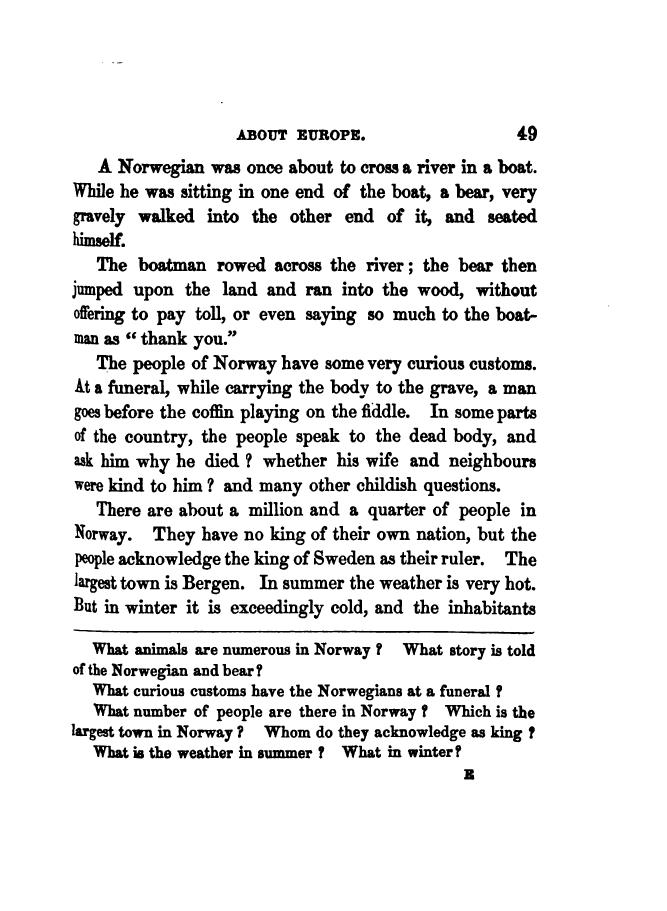 ABOUT EUROPE. 49
A Norwegian was once about to cross a river in a boat.
While he was sitting in one end of the boat, a bear, very
gravely walked into the other end of it, and seated
himself.
The boatman rowed across the river; the bear then
jumped upon the land and ran into the wood, without
offering to pay toll, or even saying so much to the boat-
man as “ thank you.”
The people of Norway have some very curious customs.
At a funeral, while carrying the body to the grave, a man
goes before the coffin playing on the fiddle. In some parts
of the country, the people speak to the dead body, and
ask him why he died ? whether his wife and neighbours
were kind to him ? and many other childish questions.
There are about a million and a quarter of people in
Norway. They have no king of their own nation, but the
people acknowledge the king of Sweden as their ruler. The
largest town is Bergen. In summer the weather is very hot.
But in winter it is exceedingly cold, and the inhabitants
What animals are numerous in Norway ? What story is told
of the Norwegian and bear?
What curious customs have the Norwegians at a funeral ?
What number of people are there in Norway ? Which is the
largest town in Norway ? Whom do they acknowledge as king ?
What is the weather in summer ? What in winter?
E